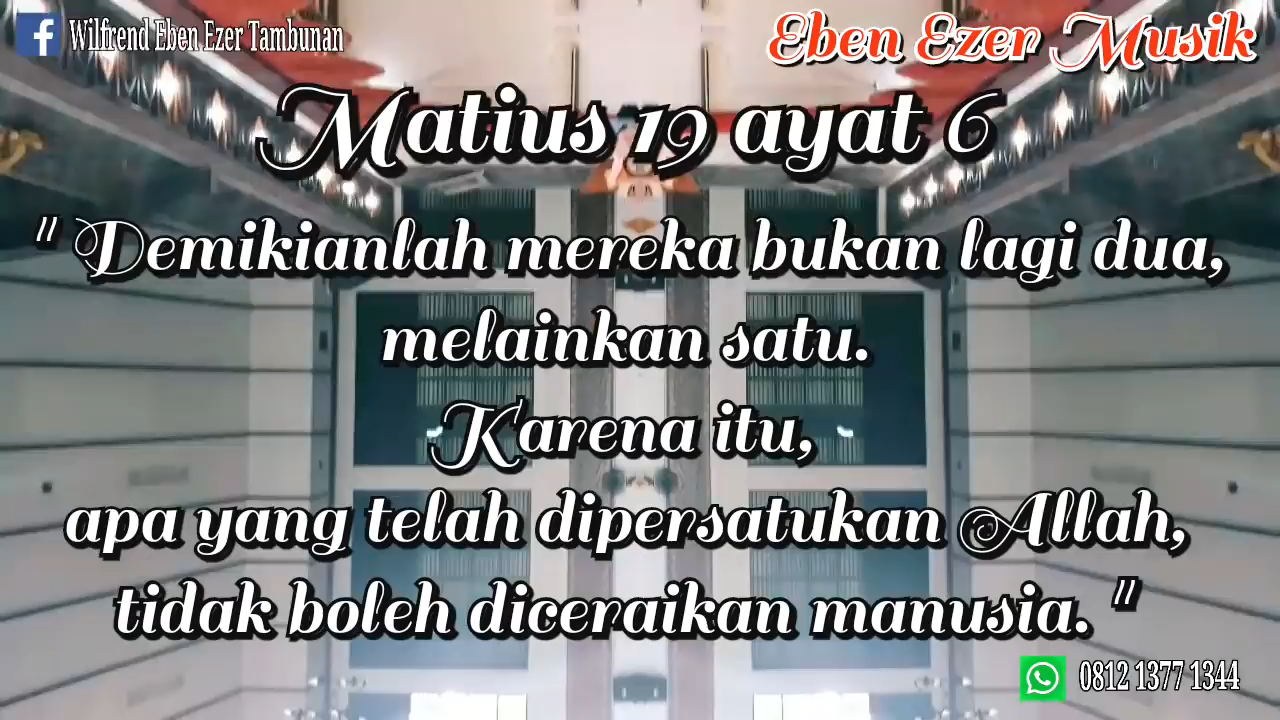 Wilfrend Eben Ezer Tambunan
Eben Ezer Musik
Matius 19 ayat 6
" Demikianlah mereka bukan lagi dua,
melainkan satu.
Karena itu,
apa yang telah dipersatukan Allah,
tidak boleh diceraikan manusia. "
0812 1377 1344